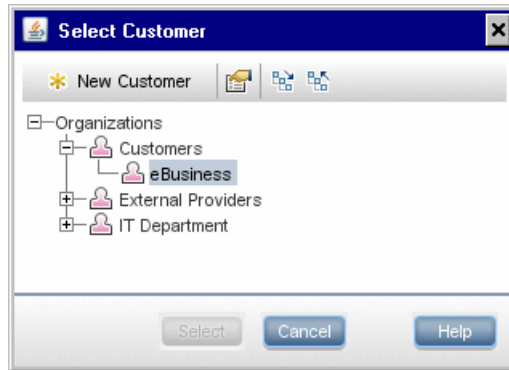 Select Customer
New Customer
Organizations
Customers
eBusiness
External Providers
IT Department
Select Cancel Help